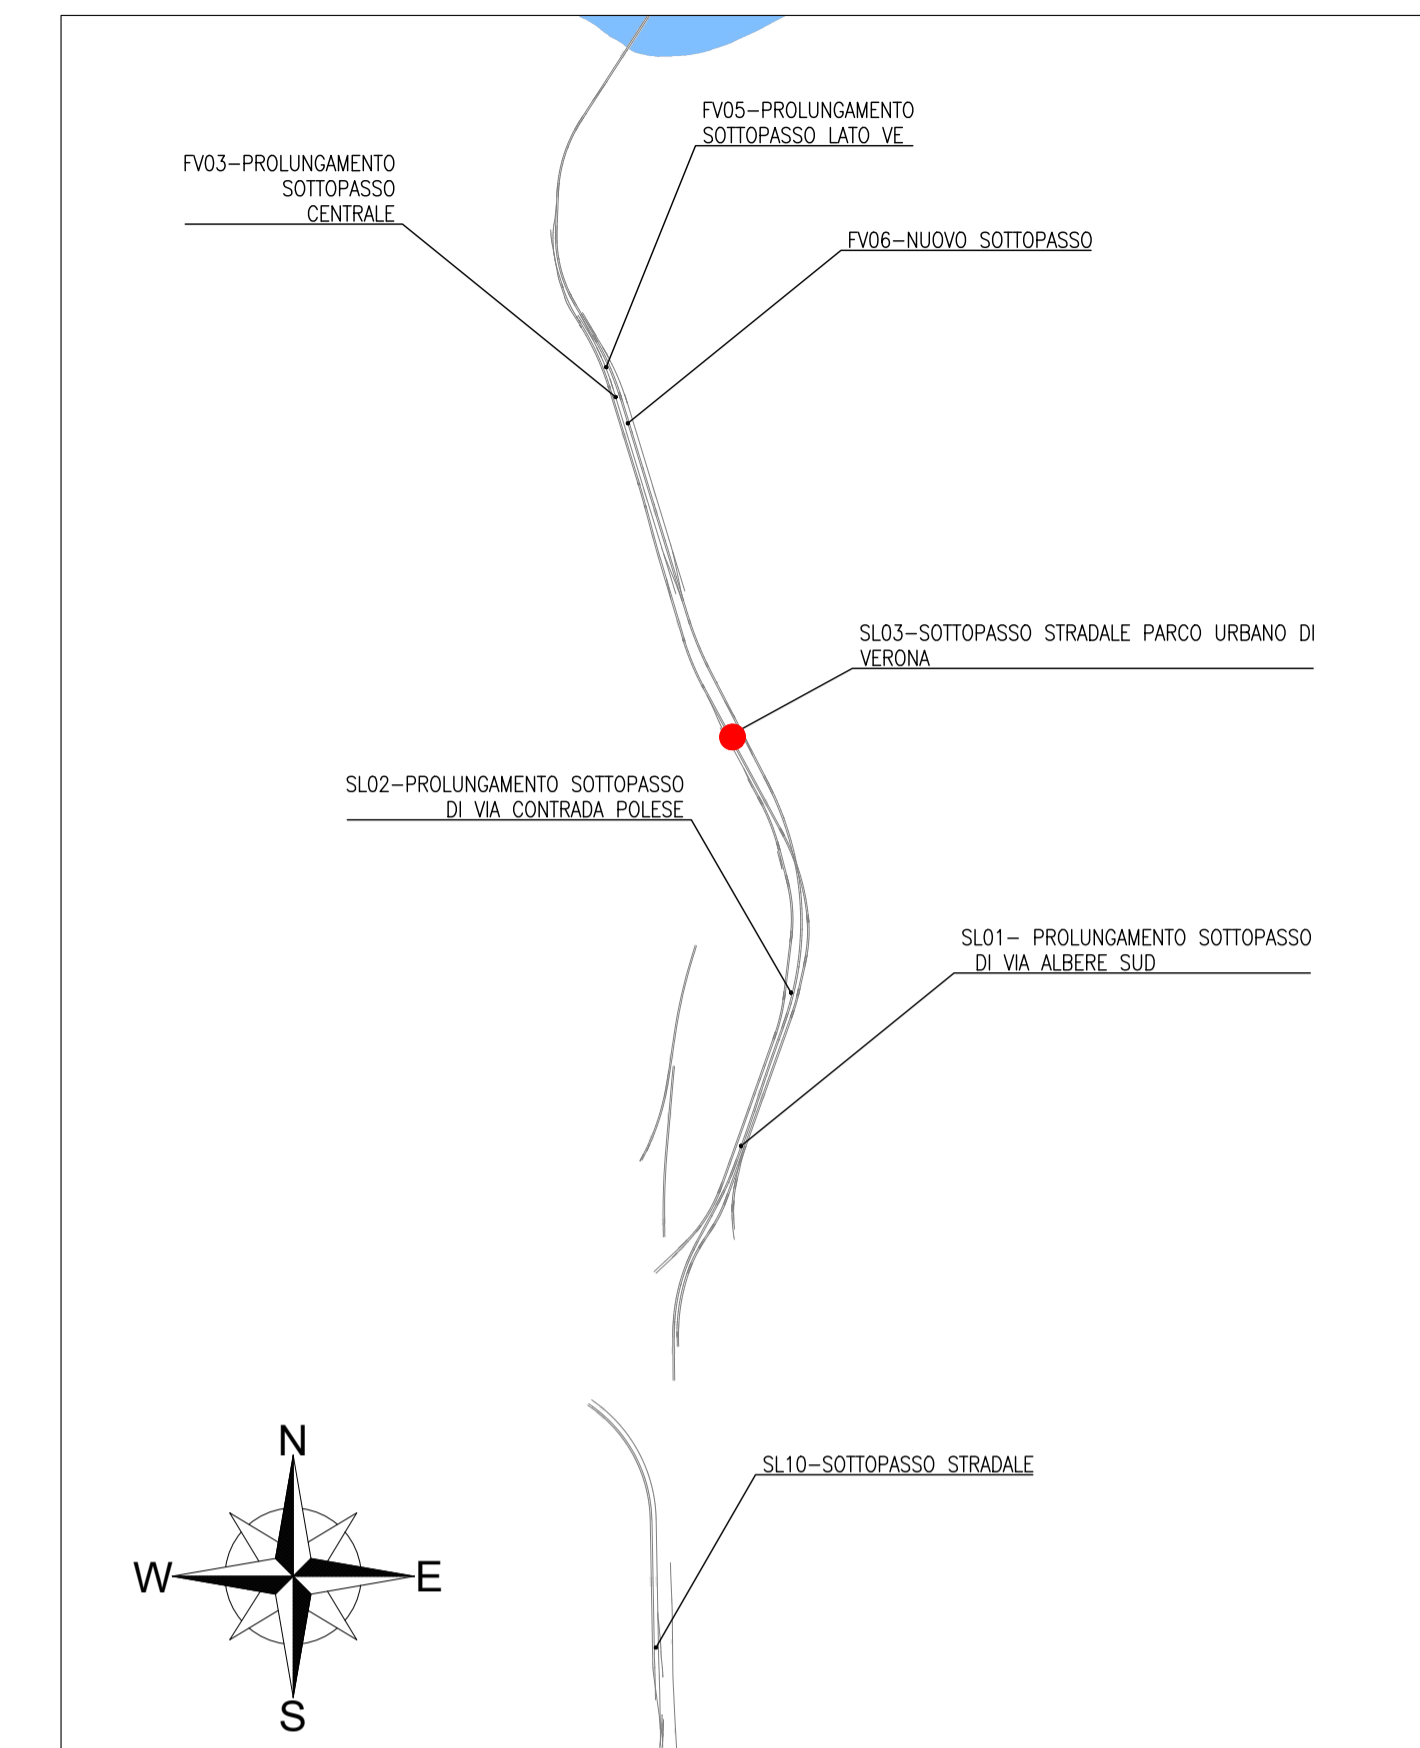 FV05-PROLUNGAMENTO
SOTTOPASSO LATO VE
FV03-PROLUNGAMENTO
SOTTOPASSO
CENTRALE
FV06-NUOVO SOTTOPASSO
SL03-SOTTOPASSO STRADALE PARCO URBANO DI
VERONA
SL02-PROLUNGAMENTO SOTTOPASSO
DI VIA CONTRADA POLESE
SL01- PROLUNGAMENTO SOTTOPASSO
DI VIA ALBERE SUD
SL10-SOTTOPASSO STRADALE
N
W
E
S